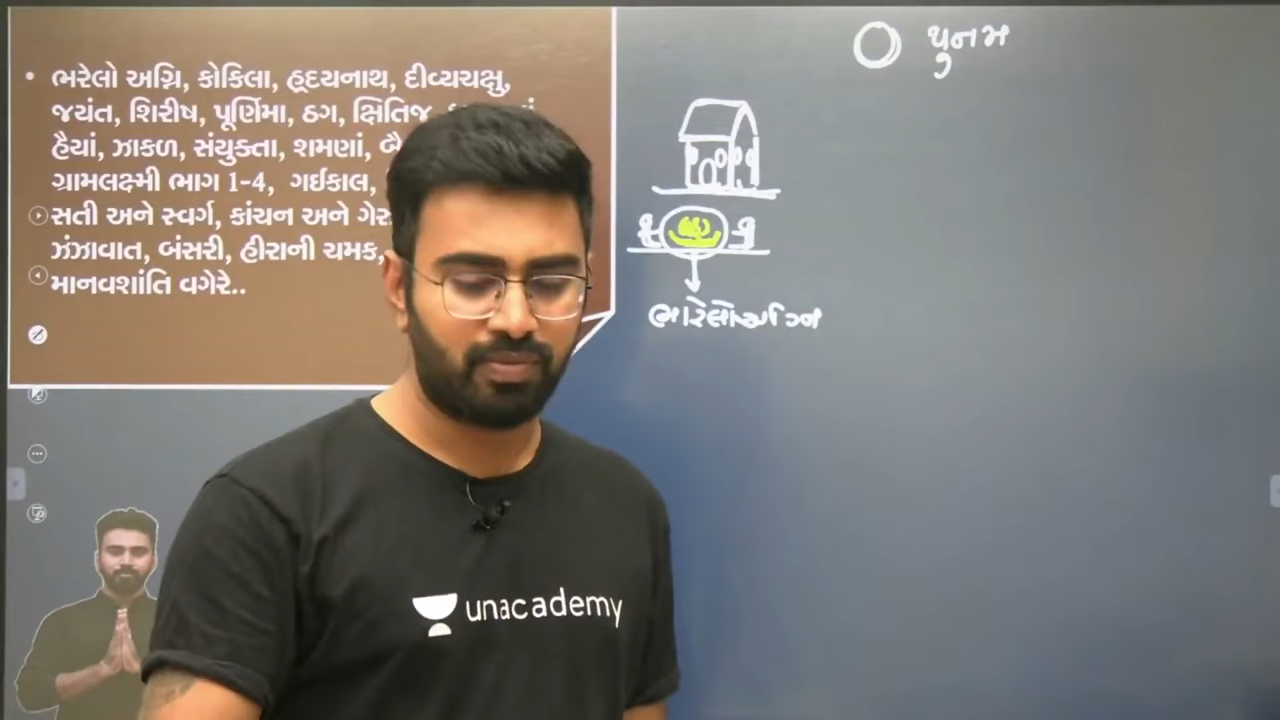 • ભરેલો અગ્નિ, કોકિલા, હૃદયનાથ, દીવ્યચક્ષુ,
જયંત, શિરીષ, પૂર્ણિમા, ઠગ, ક્ષિતિજ,
હૈયાં, ઝાકળ, સંયુક્તા, શમણાં,
ગ્રામલક્ષ્મી ભાગ 1-4, ગઈકાલ,
સતી અને સ્વર્ગ, કાંચન અને
ઝંઝાવાત, બંસરી, હીરાની ચમક,
માનવશાંતિ વગેરે..
પુનમ
ભારેલોઅગ્નિ
unacademy